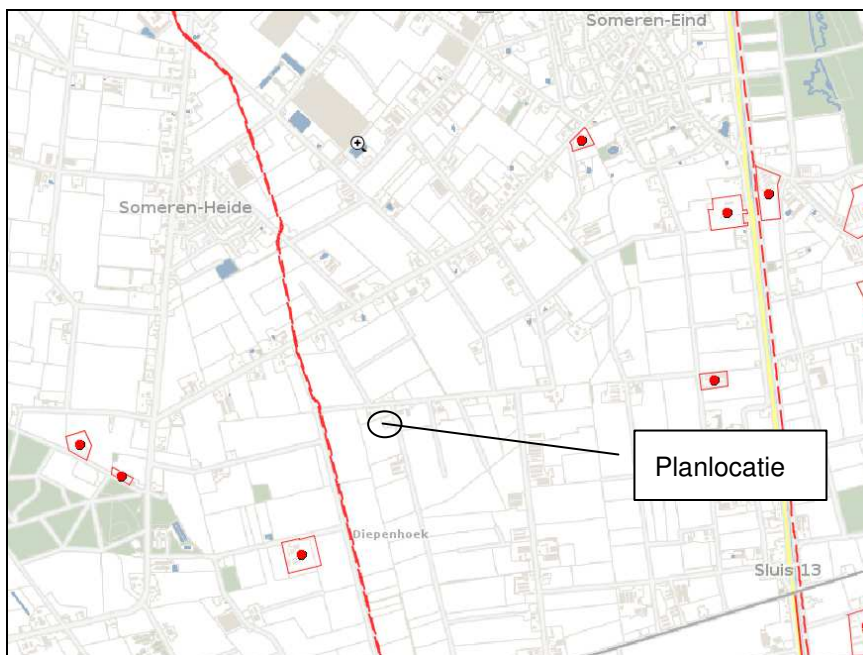 Someren-Eind
Someren-Heide
Planlocatie
Diepenhoek
Sluis 13